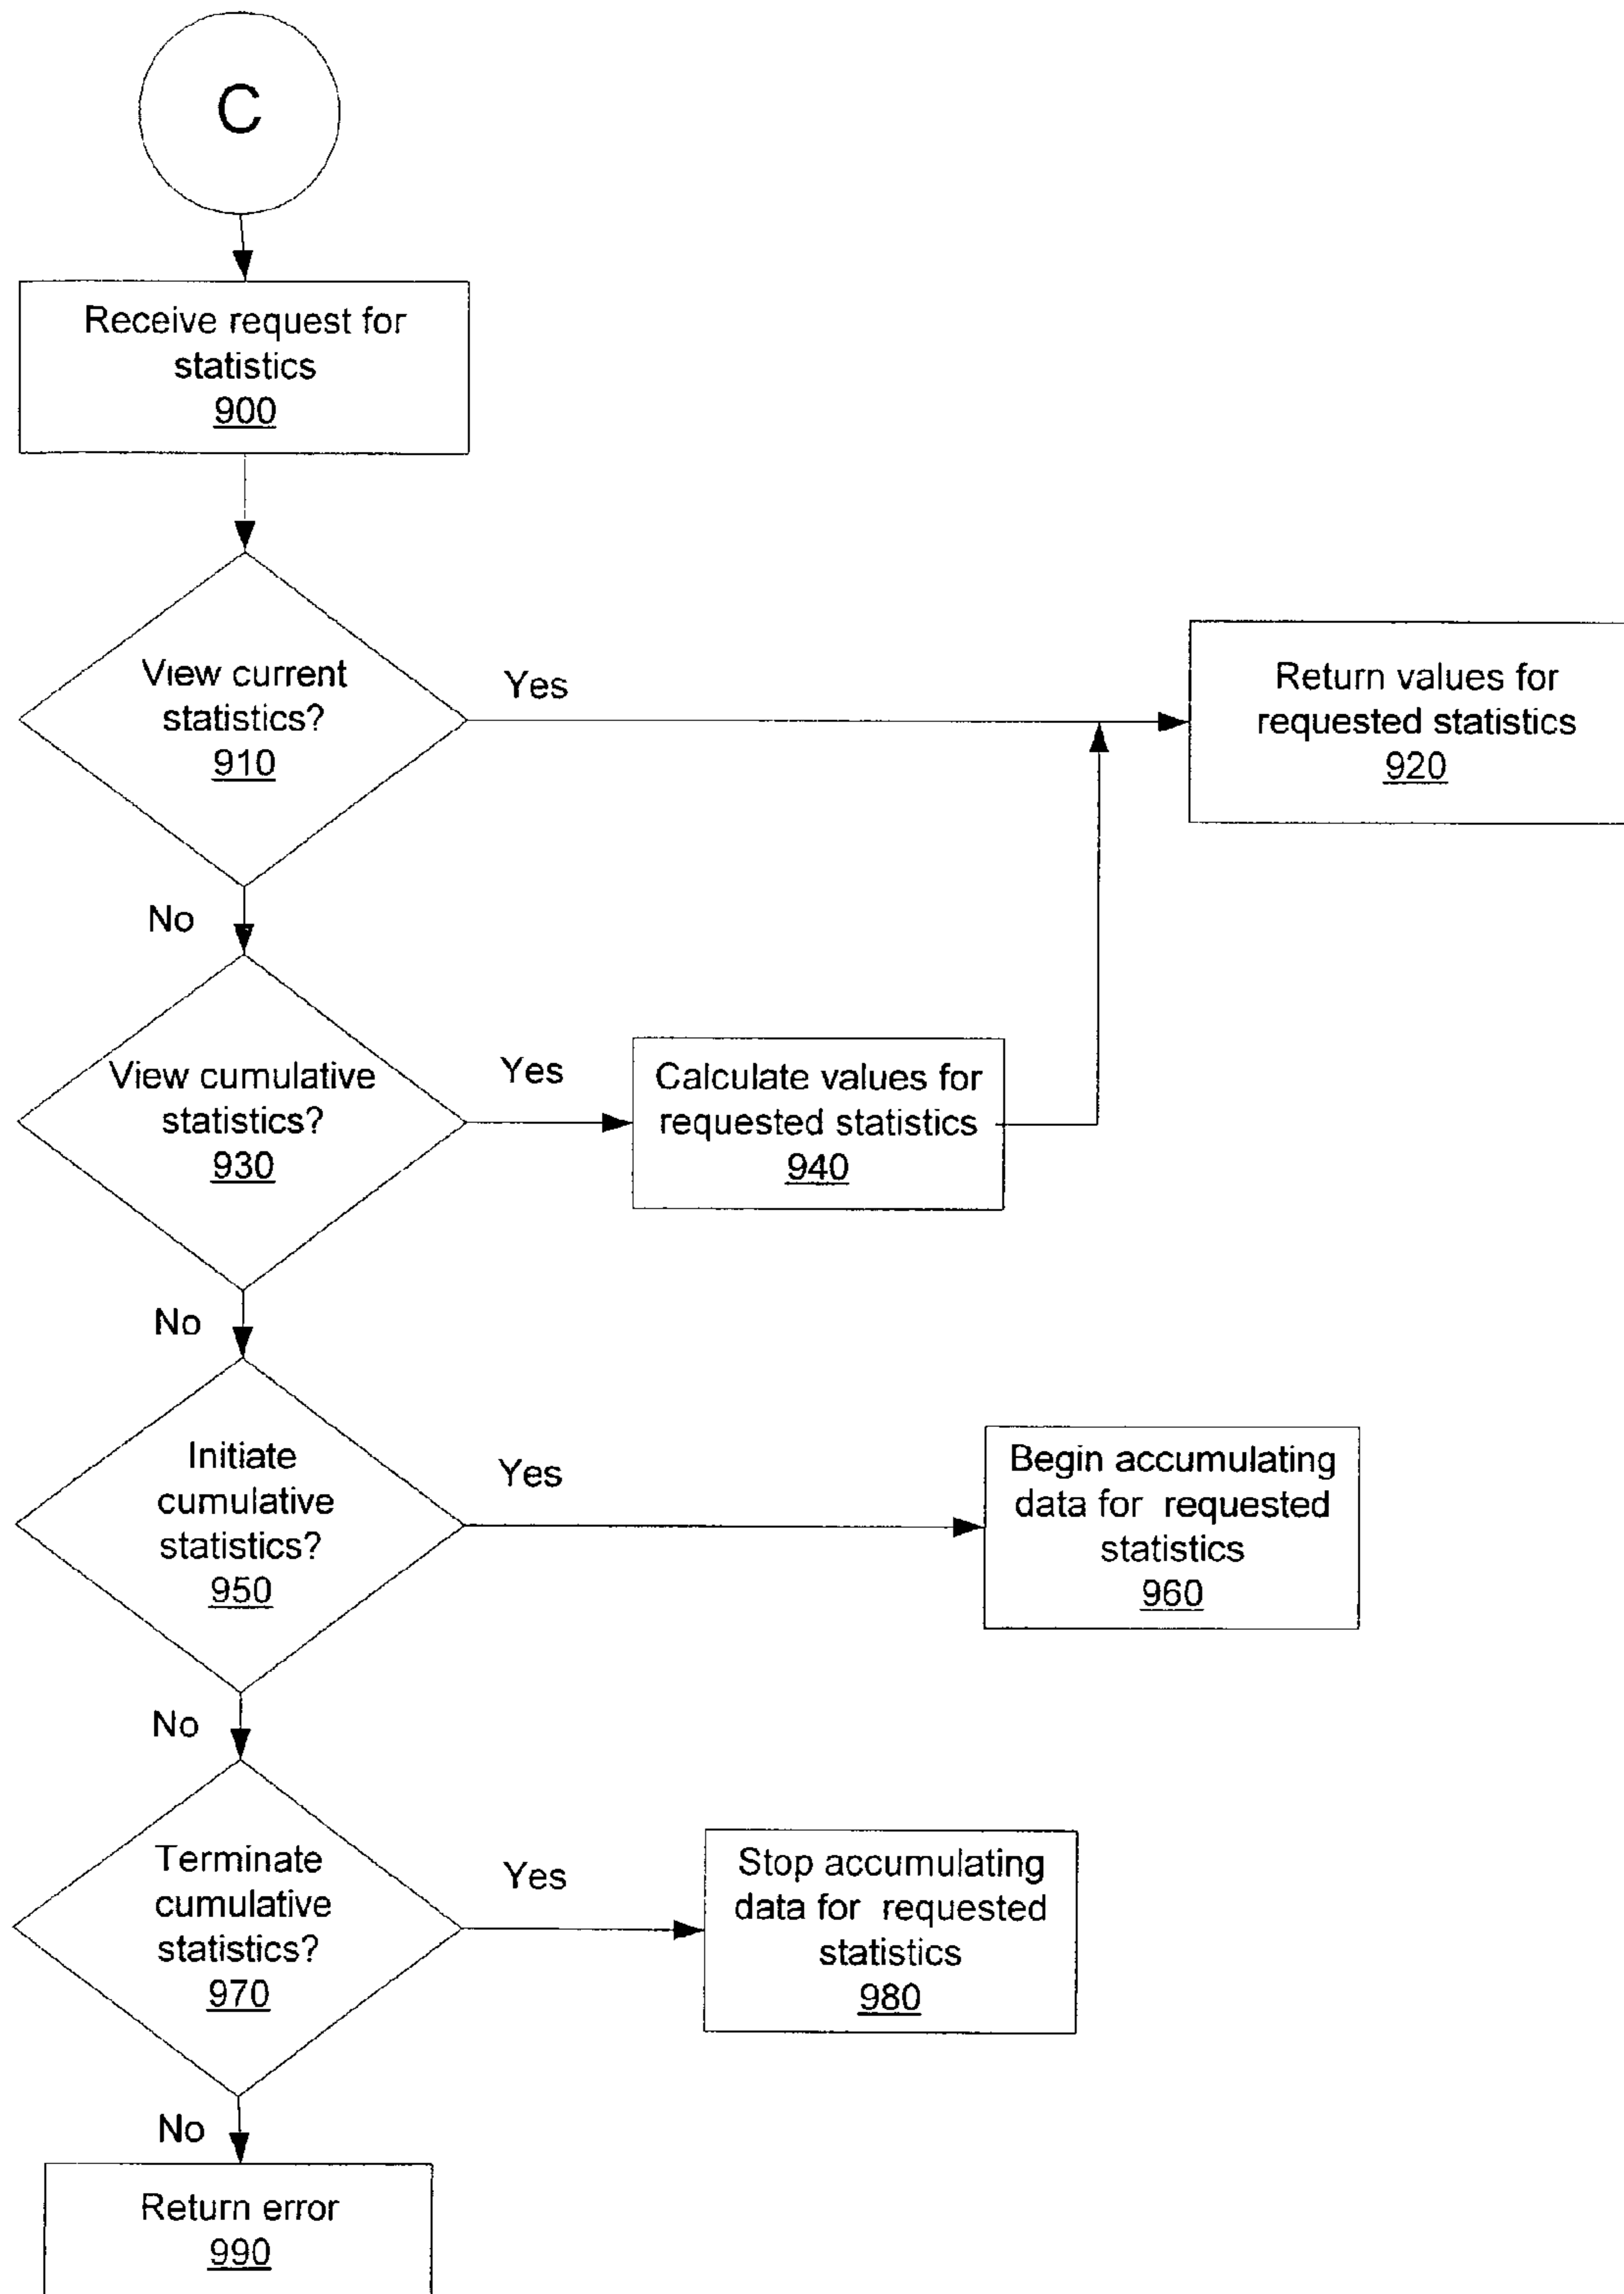 C
Receive request for
statistics
900
View current
statistics?
910
Yes
Return values for
requested statistics
920
No
View cumulative
statistics?
930
Yes
Calculate values for
requested statistics
940
No
Initiate
cumulative
statistics?
950
Yes
Begin accumulating
data for requested
statistics
960
No
Terminate
cumulative
statistics?
970
Yes
Stop accumulating
data for requested
statistics
980
No
Return error
990